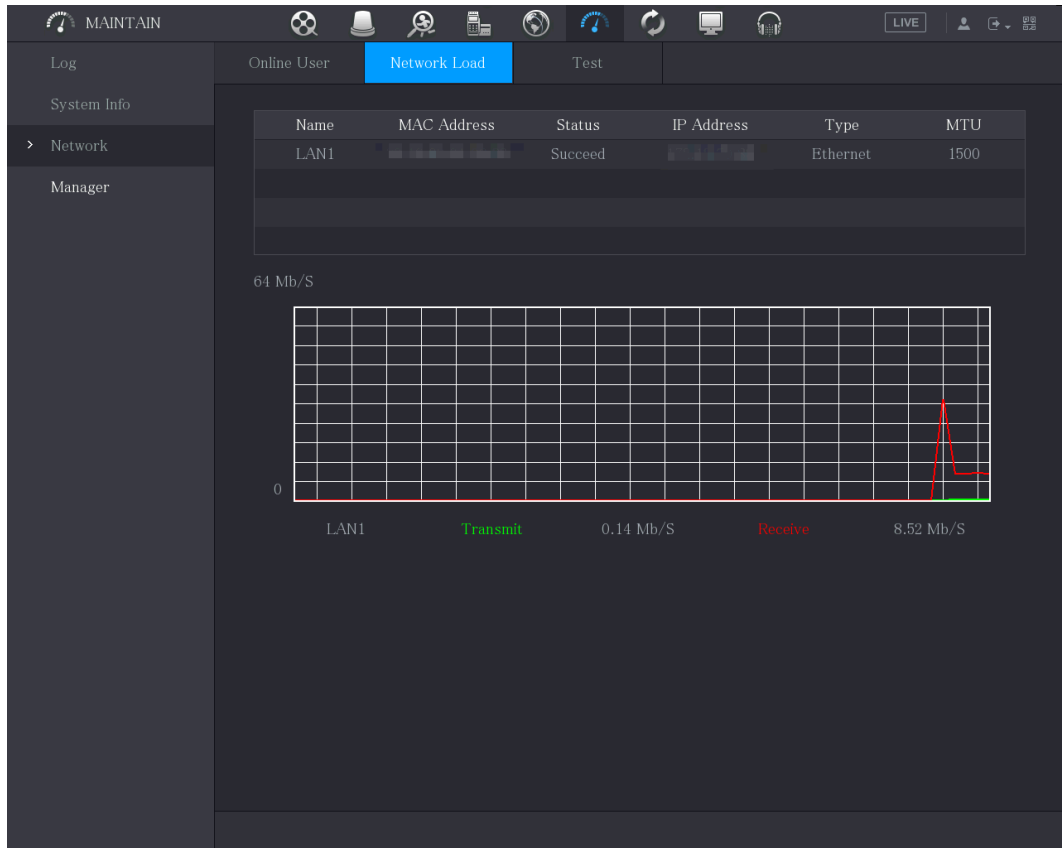 MAINTAIN LIVE
Log
System Info
Network
Manager
Online User Network Load Test
Name MAC Address Status IP Address Type MTU
LAN1 Succeed Ethernet 1500
64 Mb/S
0
LAN1 Transmit 0.14 Mb/S Receive 8.52 Mb/S